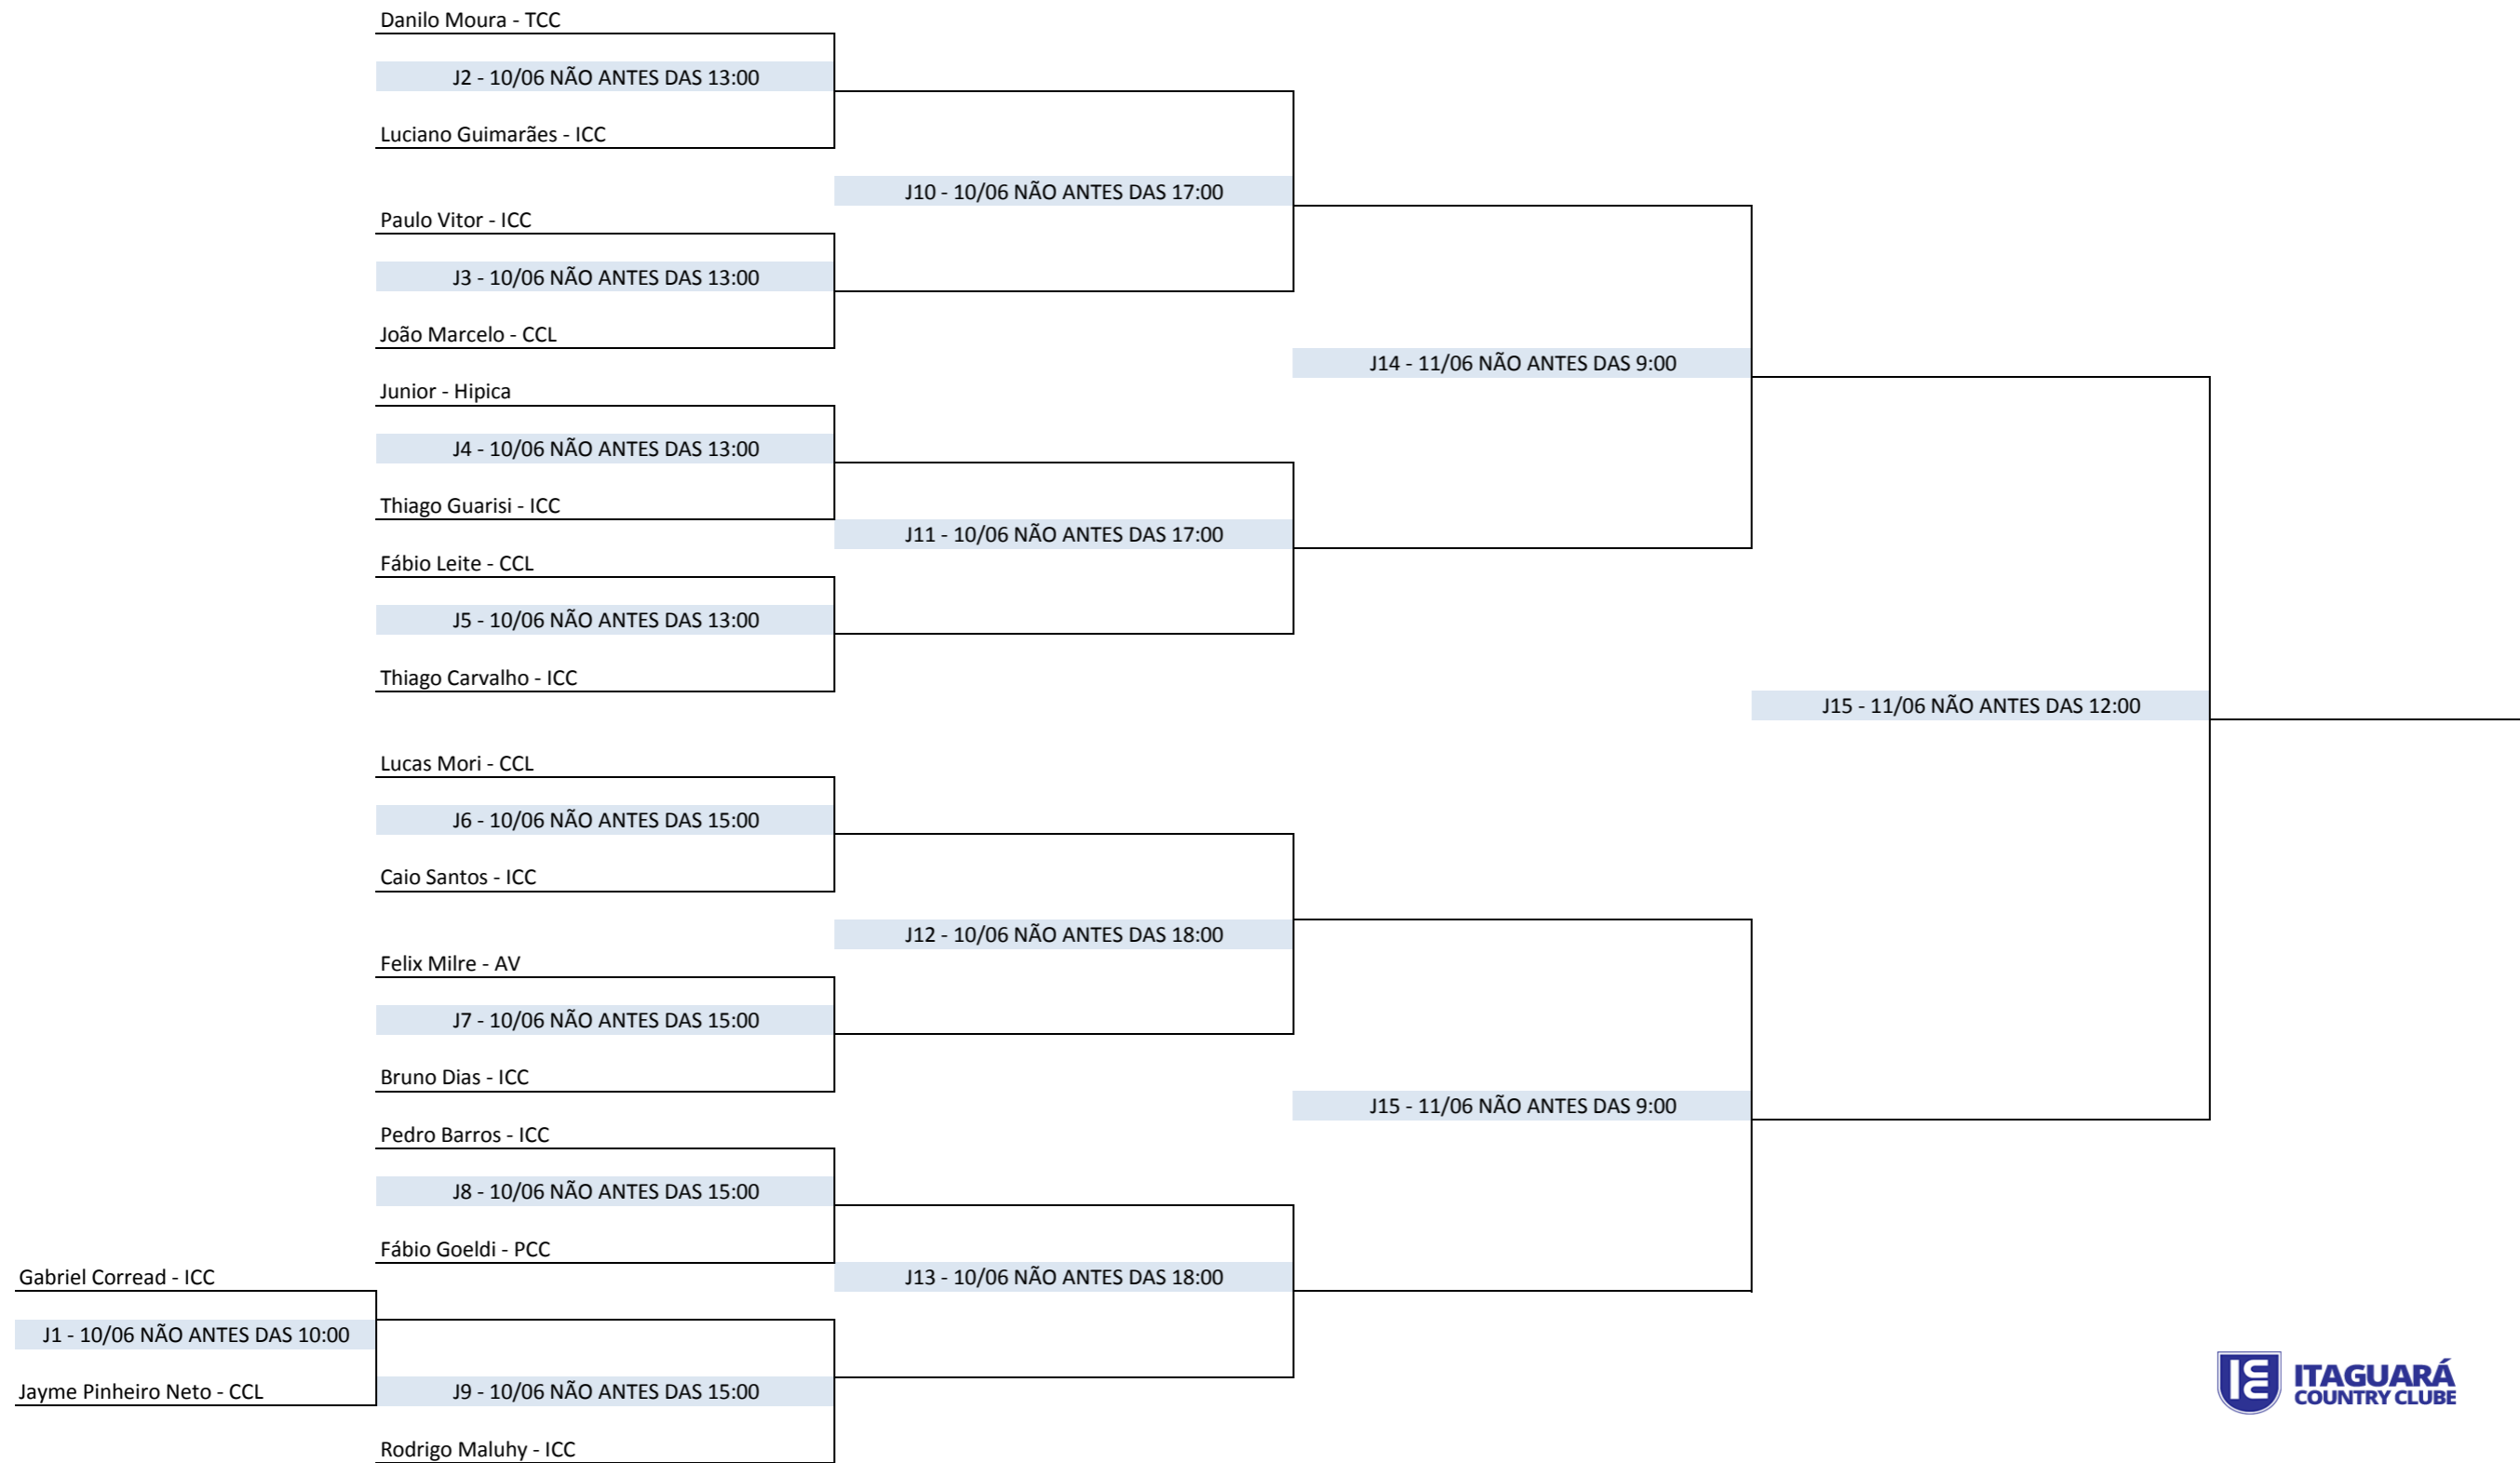 Danilo Moura - TCC
J2 - 10/06 NÃO ANTES DAS 13:00
Luciano Guimarães - ICC
J10 - 10/06 NÃO ANTES DAS 17:00
Paulo Vitor - ICC
J3 - 10/06 NÃO ANTES DAS 13:00
João Marcelo - CCL
J14 - 11/06 NÃO ANTES DAS 9:00
Junior - Hipica
J4 - 10/06 NÃO ANTES DAS 13:00
Thiago Guarisi - ICC
J11 - 10/06 NÃO ANTES DAS 17:00
Fábio Leite - CCL
J5 - 10/06 NÃO ANTES DAS 13:00
Thiago Carvalho - ICC
J15 - 11/06 NÃO ANTES DAS 12:00
Lucas Mori - CCL
J6 - 10/06 NÃO ANTES DAS 15:00
Caio Santos - ICC
J12 - 10/06 NÃO ANTES DAS 18:00
Felix Milre - AV
J7 - 10/06 NÃO ANTES DAS 15:00
Bruno Dias - ICC
J15 - 11/06 NÃO ANTES DAS 9:00
Pedro Barros - ICC
J8 - 10/06 NÃO ANTES DAS 15:00
Fábio Goeldi - PCC
Gabriel Corread - ICC
J13 - 10/06 NÃO ANTES DAS 18:00
J1 - 10/06 NÃO ANTES DAS 10:00
Jayme Pinheiro Neto - CCL
J9 - 10/06 NÃO ANTES DAS 15:00
Rodrigo Maluhy - ICC
ITAGUARÁ
COUNTRY CLUBE